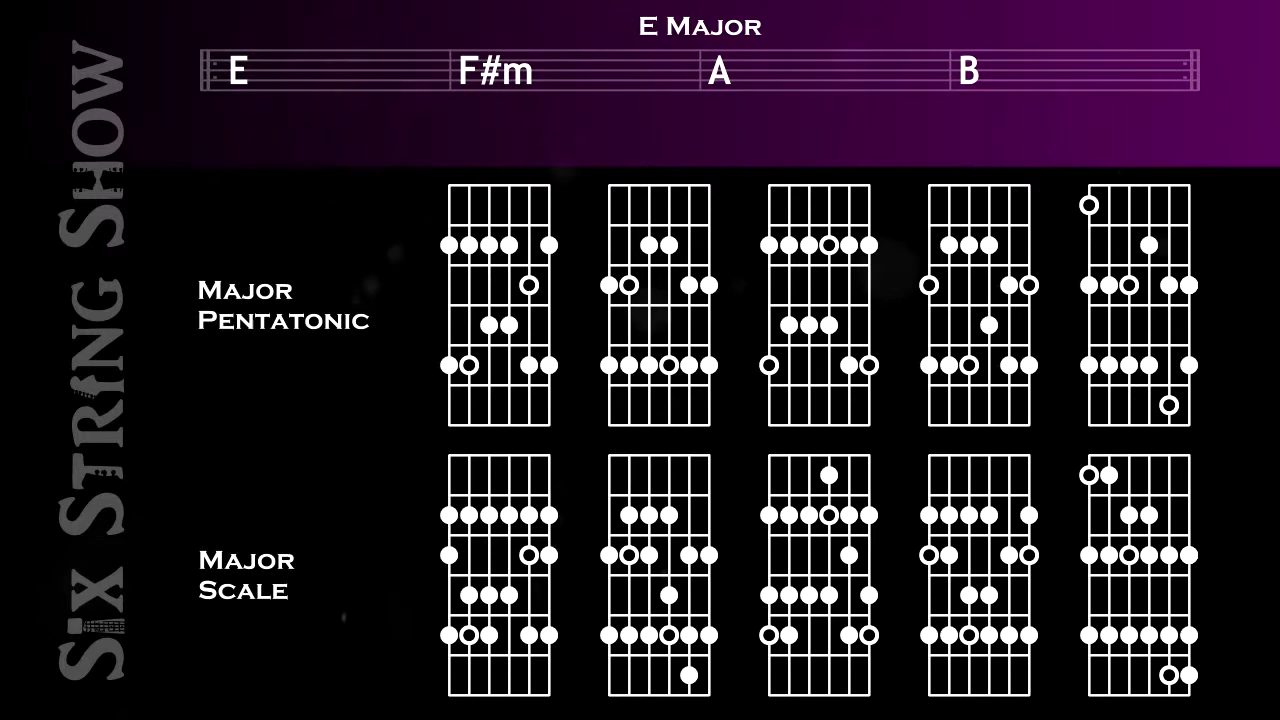 E Major
E F#m A B
Six String Show
Major
Pentatonic
Major
Scale